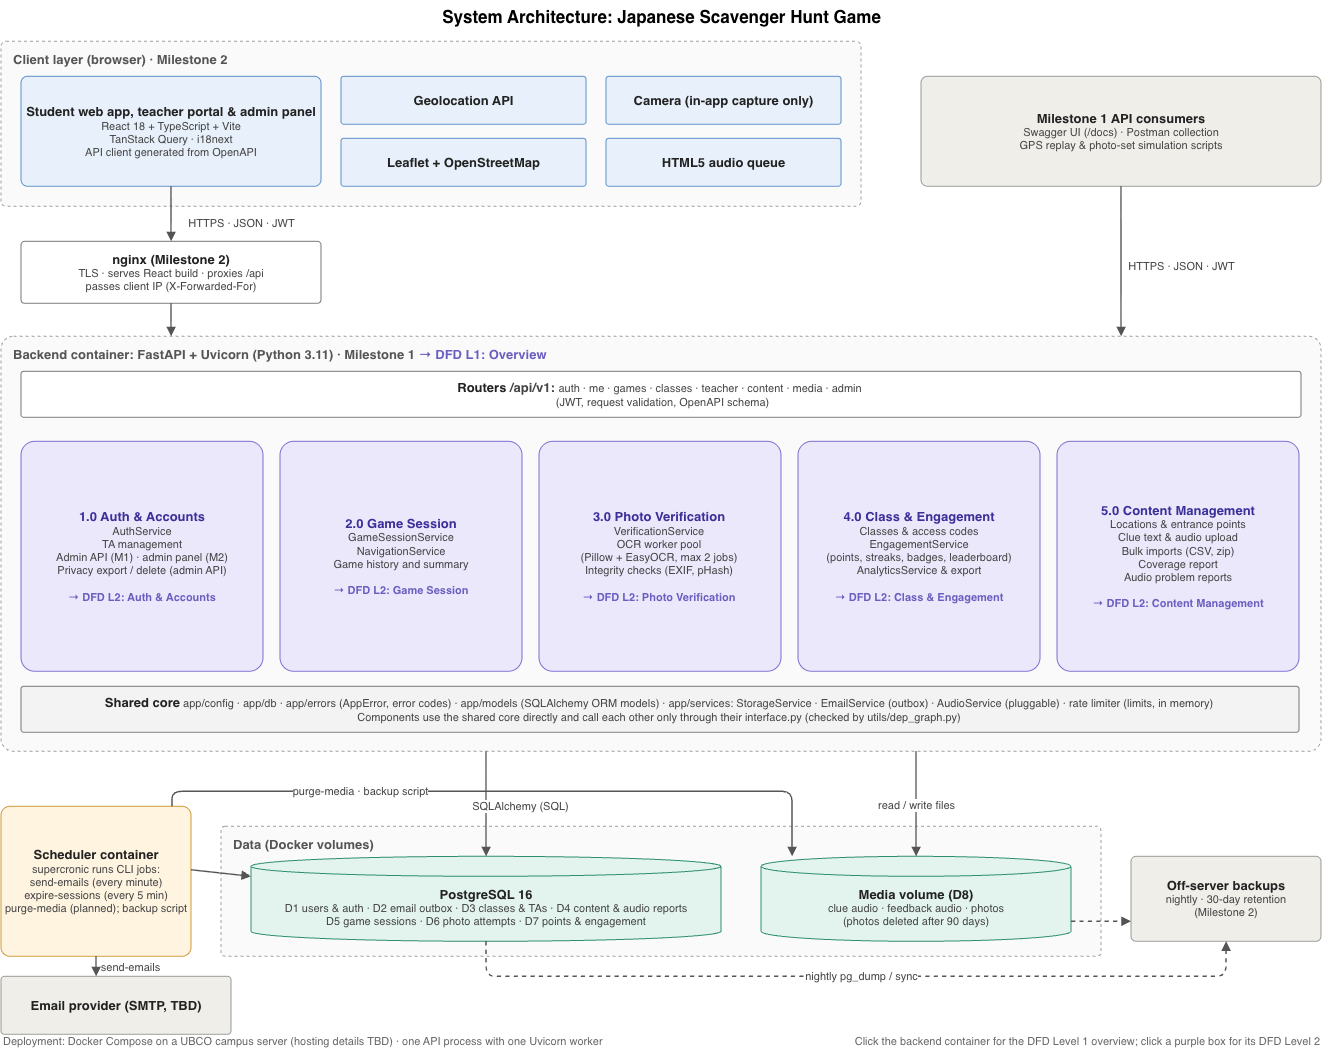 System Architecture: Japanese Scavenger Hunt Game
Client layer (browser) · Milestone 2
Student web app, teacher portal & admin panel
React 18 + TypeScript + Vite
TanStack Query · i18next
API client generated from OpenAPI
Geolocation API
Camera (in-app capture only)
Leaflet + OpenStreetMap
HTML5 audio queue
Milestone 1 API consumers
Swagger UI (/docs) · Postman collection
GPS replay & photo-set simulation scripts
HTTPS · JSON · JWT
nginx (Milestone 2)
TLS · serves React build · proxies /api
passes client IP (X-Forwarded-For)
HTTPS · JSON · JWT
Backend container: FastAPI + Uvicorn (Python 3.11) · Milestone 1 → DFD L1: Overview
Routers /api/v1: auth · me · games · classes · teacher · content · media · admin
(JWT, request validation, OpenAPI schema)
1.0 Auth & Accounts
AuthService
TA management
Admin API (M1) · admin panel (M2)
Privacy export / delete (admin API)
→ DFD L2: Auth & Accounts
2.0 Game Session
GameSessionService
NavigationService
Game history and summary
→ DFD L2: Game Session
3.0 Photo Verification
VerificationService
OCR worker pool
(Pillow + EasyOCR, max 2 jobs)
Integrity checks (EXIF, pHash)
→ DFD L2: Photo Verification
4.0 Class & Engagement
Classes & access codes
EngagementService
(points, streaks, badges, leaderboard)
AnalyticsService & export
→ DFD L2: Class & Engagement
5.0 Content Management
Locations & entrance points
Clue text & audio upload
Bulk imports (CSV, zip)
Coverage report
Audio problem reports
→ DFD L2: Content Management
Shared core app/config · app/db · app/errors (AppError, error codes) · app/models (SQLAlchemy ORM models) · app/services: StorageService · EmailService (outbox) · AudioService (pluggable) · rate limiter (limits, in memory)
Components use the shared core directly and call each other only through their interface.py (checked by utils/dep_graph.py)
purge-media · backup script
SQLAlchemy (SQL)
read / write files
Scheduler container
supercronic runs CLI jobs:
send-emails (every minute)
expire-sessions (every 5 min)
purge-media (planned); backup script
Data (Docker volumes)
PostgreSQL 16
D1 users & auth · D2 email outbox · D3 classes & TAs · D4 content & audio reports
D5 game sessions · D6 photo attempts · D7 points & engagement
Media volume (D8)
clue audio · feedback audio · photos
(photos deleted after 90 days)
Off-server backups
nightly · 30-day retention
(Milestone 2)
send-emails
nightly pg_dump / sync
Email provider (SMTP, TBD)
Deployment: Docker Compose on a UBCO campus server (hosting details TBD) · one API process with one Uvicorn worker
Click the backend container for the DFD Level 1 overview; click a purple box for its DFD Level 2